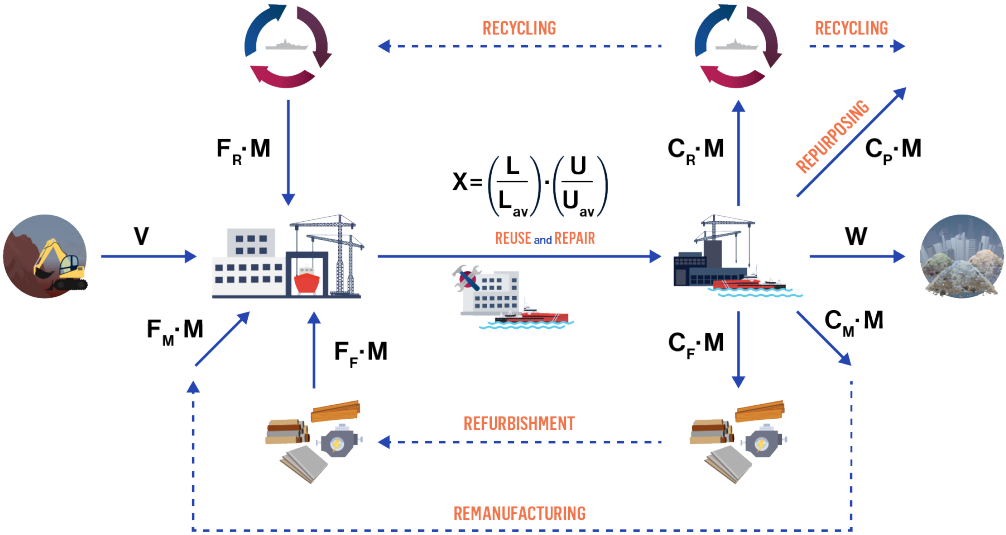 RECYCLING
RECYCLING
F_R·M
C_R·M
REPURPOSING
C_P·M
X=(L/L_av)·(U/U_av)
REUSE and REPAIR
V
W
F_M·M
F_F·M
C_F·M
C_M·M
REFURBISHMENT
REMANUFACTURING